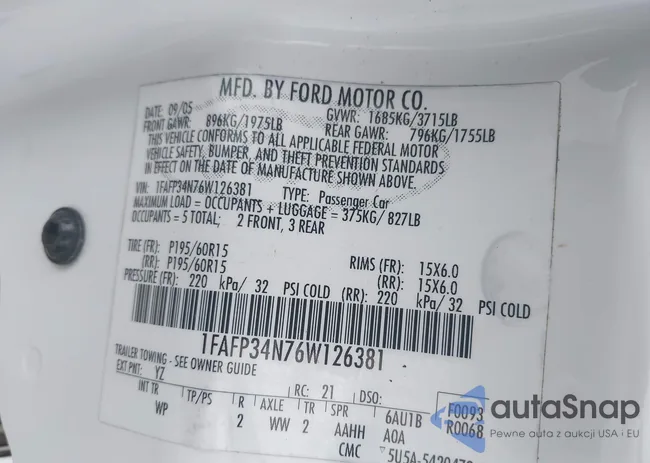 MFD. BY FORD MOTOR CO.
DATE: 09/05 GVWR: 1685KG/3715LB
FRONT GAWR: 896KG/1975LB REAR GAWR: 796KG/1755LB
THIS VEHICLE CONFORMS TO ALL APPLICABLE FEDERAL MOTOR
VEHICLE SAFETY, BUMPER, AND THEFT PREVENTION STANDARDS
IN EFFECT ON THE DATE OF MANUFACTURE SHOWN ABOVE.
VIN: 1FAFP34N76W126381 TYPE: Passenger Car
MAXIMUM LOAD = OCCUPANTS + LUGGAGE = 375KG/827LB
OCCUPANTS = 5 TOTAL; 2 FRONT, 3 REAR
TIRE (FR): P195/60R15 RIMS (FR): 15X6.0
(RR): P195/60R15 (RR): 15X6.0
PRESSURE (FR): 220 kPa/ 32 PSI COLD (RR): 220 kPa/ 32 PSI COLD
1FAFP34N76W126381
TRAILER TOWING - SEE OWNER GUIDE
EXT PNT: YZ RC: 21 DSO: F0093
INT TR TP/PS R AXLE TR SPR 6AU1B R0068
WP 2 WW 2 AAHH A0A
CMC
autaSnap
Pewne auta z aukcji USA i EU